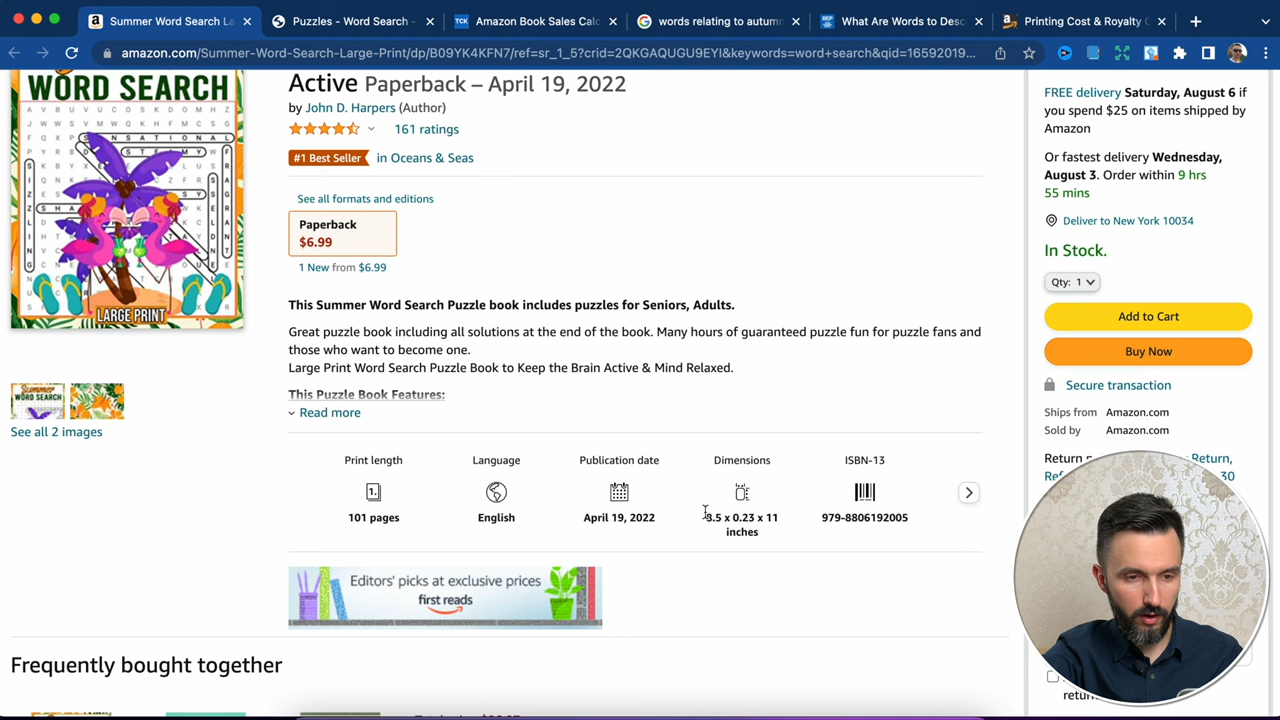 Summer Word Search La
Puzzles - Word Search -
TCK
Amazon Book Sales Calc
words relating to autumn
BEP
What Are Words to Desc
Printing Cost & Royalty C
amazon.com/Summer-Word-Search-Large-Print/dp/B09YK4KFN7/ref=sr_1_5?crid=2QKGAQUGU9EYI&keywords=word+search&qid=16592019...
WORD SEARCH
SENSATIONAL
LARGE PRINT
WORD SEARCH
See all 2 images
Active Paperback – April 19, 2022
by John D. Harpers (Author)
161 ratings
#1 Best Seller in Oceans & Seas
See all formats and editions
Paperback
$6.99
1 New from $6.99
This Summer Word Search Puzzle book includes puzzles for Seniors, Adults.
Great puzzle book including all solutions at the end of the book. Many hours of guaranteed puzzle fun for puzzle fans and
those who want to become one.
Large Print Word Search Puzzle Book to Keep the Brain Active & Mind Relaxed.
This Puzzle Book Features:
Read more
Print length
101 pages
Language
English
Publication date
April 19, 2022
Dimensions
8.5 x 0.23 x 11
inches
ISBN-13
979-8806192005
Editors' picks at exclusive prices
first reads
Frequently bought together
FREE delivery Saturday, August 6 if
you spend $25 on items shipped by
Amazon
Or fastest delivery Wednesday,
August 3. Order within 9 hrs
55 mins
Deliver to New York 10034
In Stock.
Qty: 1
Add to Cart
Buy Now
Secure transaction
Ships from Amazon.com
Sold by Amazon.com
Return
Return,
30